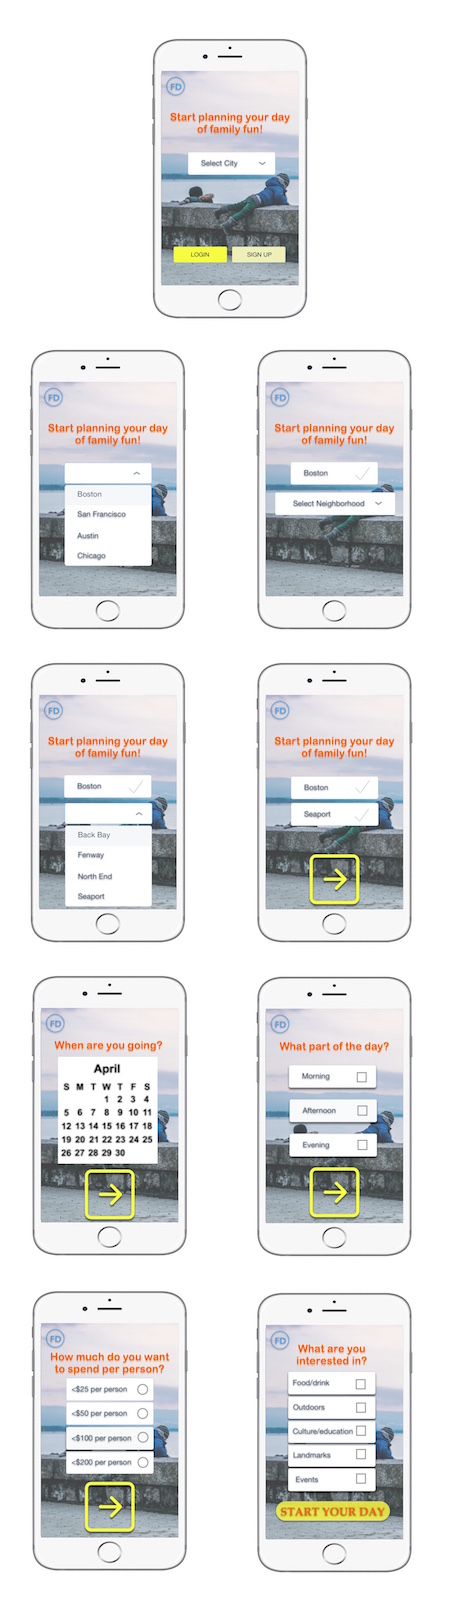 FD
Start planning your day
of family fun!
Select City
LOGIN
SIGN UP
FD
Start planning your day
of family fun!
Boston
San Francisco
Austin
Chicago
FD
Start planning your day
of family fun!
Boston
Select Neighborhood
FD
Start planning your day
of family fun!
Boston
Back Bay
Fenway
North End
Seaport
FD
Start planning your day
of family fun!
Boston
Seaport
FD
When are you going?
April
S M T W T F S
1 2 3 4
5 6 7 8 9 10 11
12 13 14 15 16 17 18
19 20 21 22 23 24 25
26 27 28 29 30
FD
What part of the day?
Morning
Afternoon
Evening
FD
How much do you want
to spend per person?
<$25 per person
<$50 per person
<$100 per person
<$200 per person
FD
What are you
interested in?
Food/drink
Outdoors
Culture/education
Landmarks
Events
START YOUR DAY